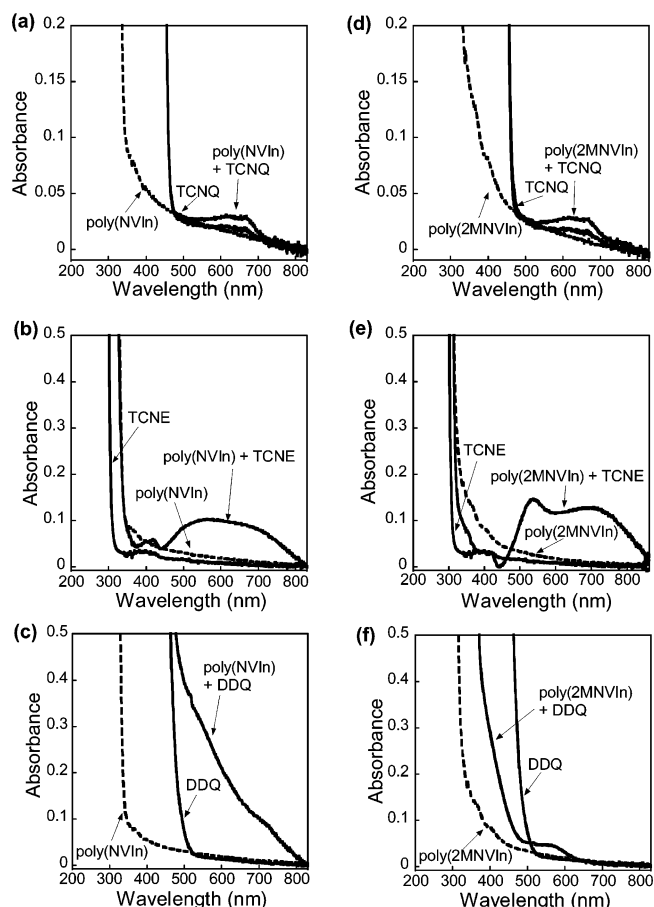 (a)
0.2
0.15
0.1
0.05
0
Absorbance
poly(NVIn)
+ TCNQ
TCNQ
poly(NVIn)
200 300 400 500 600 700 800
Wavelength (nm)
(d)
0.2
0.15
0.1
0.05
0
Absorbance
poly(2MNVIn)
+ TCNQ
TCNQ
poly(2MNVIn)
200 300 400 500 600 700 800
Wavelength (nm)
(b)
0.5
0.4
0.3
0.2
0.1
0
Absorbance
TCNE
poly(NVIn) + TCNE
poly(NVIn)
200 300 400 500 600 700 800
Wavelength (nm)
(e)
0.5
0.4
0.3
0.2
0.1
0
Absorbance
TCNE
poly(2MNVIn) + TCNE
poly(2MNVIn)
200 300 400 500 600 700 800
Wavelength (nm)
(c)
0.5
0.4
0.3
0.2
0.1
0
Absorbance
poly(NVIn)
+ DDQ
DDQ
poly(NVIn)
200 300 400 500 600 700 800
Wavelength (nm)
(f)
0.5
0.4
0.3
0.2
0.1
0
Absorbance
poly(2MNVIn)
+ DDQ
DDQ
poly(2MNVIn)
200 300 400 500 600 700 800
Wavelength (nm)